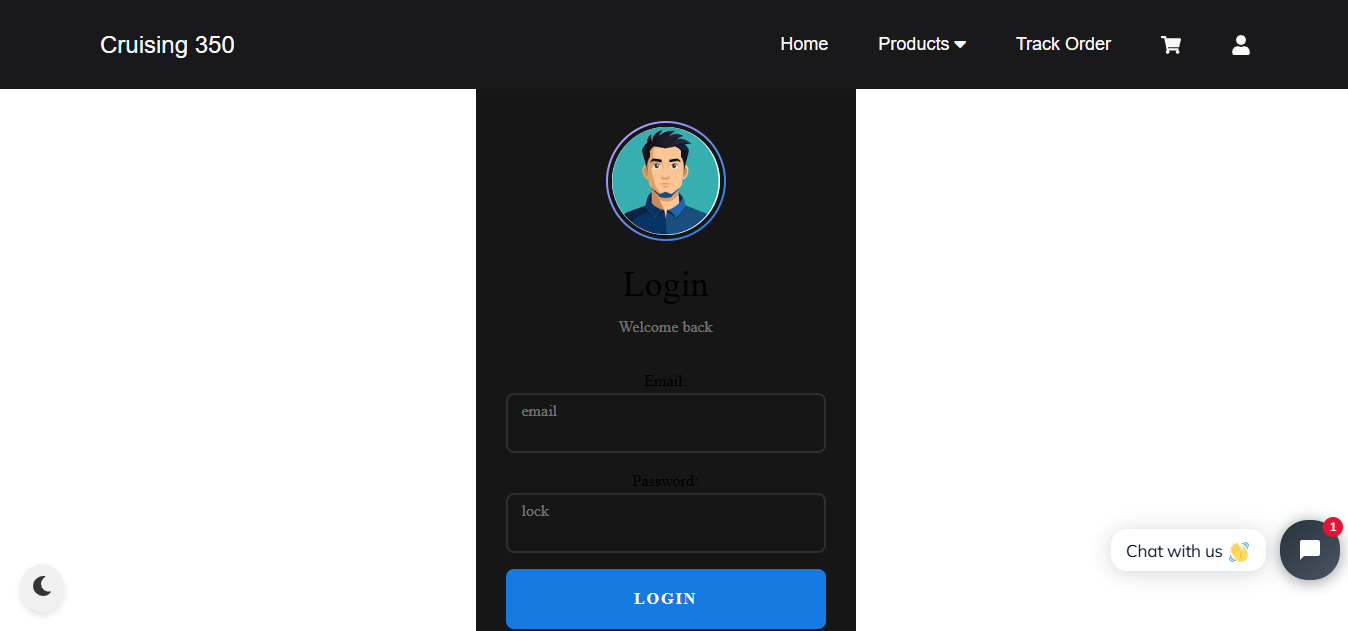 Cruising 350
Home
Products
Track Order
Login
Welcome back
Email:
email
Password:
lock
LOGIN
Chat with us 👋
1